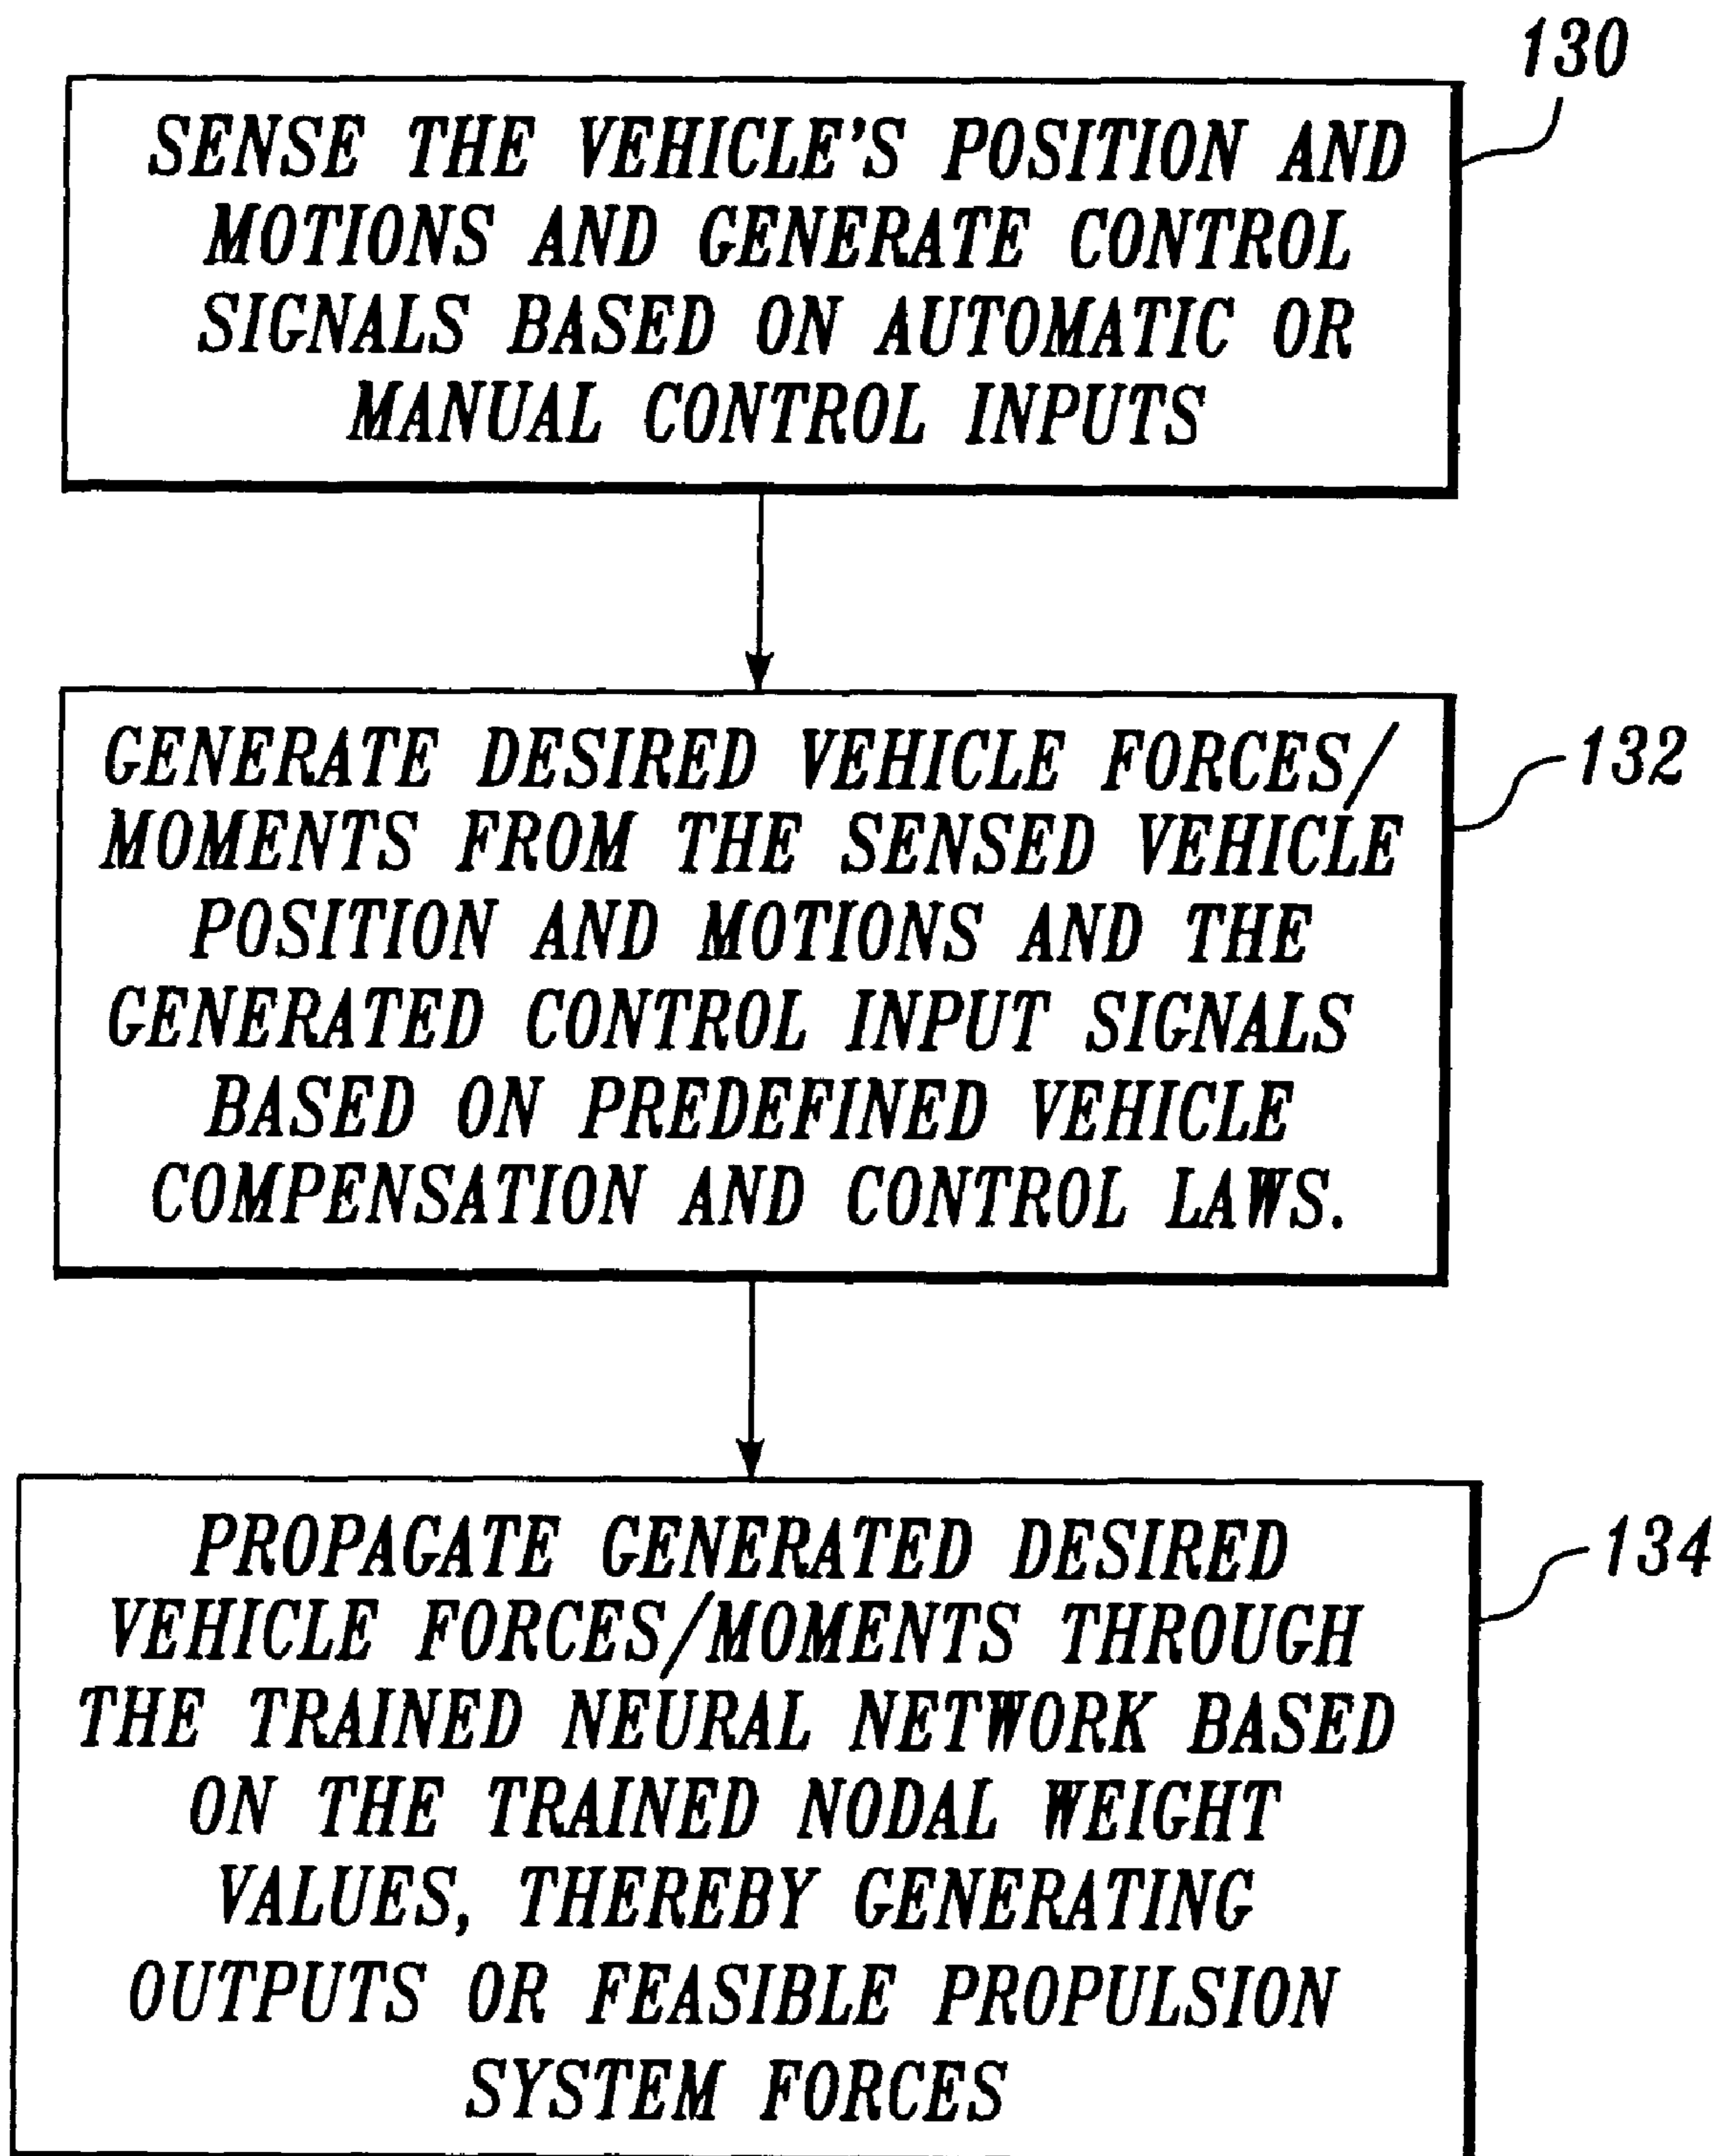 130
SENSE THE VEHICLE'S POSITION AND
MOTIONS AND GENERATE CONTROL
SIGNALS BASED ON AUTOMATIC OR
MANUAL CONTROL INPUTS
GENERATE DESIRED VEHICLE FORCES/
MOMENTS FROM THE SENSED VEHICLE
POSITION AND MOTIONS AND THE
GENERATED CONTROL INPUT SIGNALS
BASED ON PREDEFINED VEHICLE
COMPENSATION AND CONTROL LAWS.
132
PROPAGATE GENERATED DESIRED
VEHICLE FORCES/MOMENTS THROUGH
THE TRAINED NEURAL NETWORK BASED
ON THE TRAINED NODAL WEIGHT
VALUES, THEREBY GENERATING
OUTPUTS OR FEASIBLE PROPULSION
SYSTEM FORCES
134